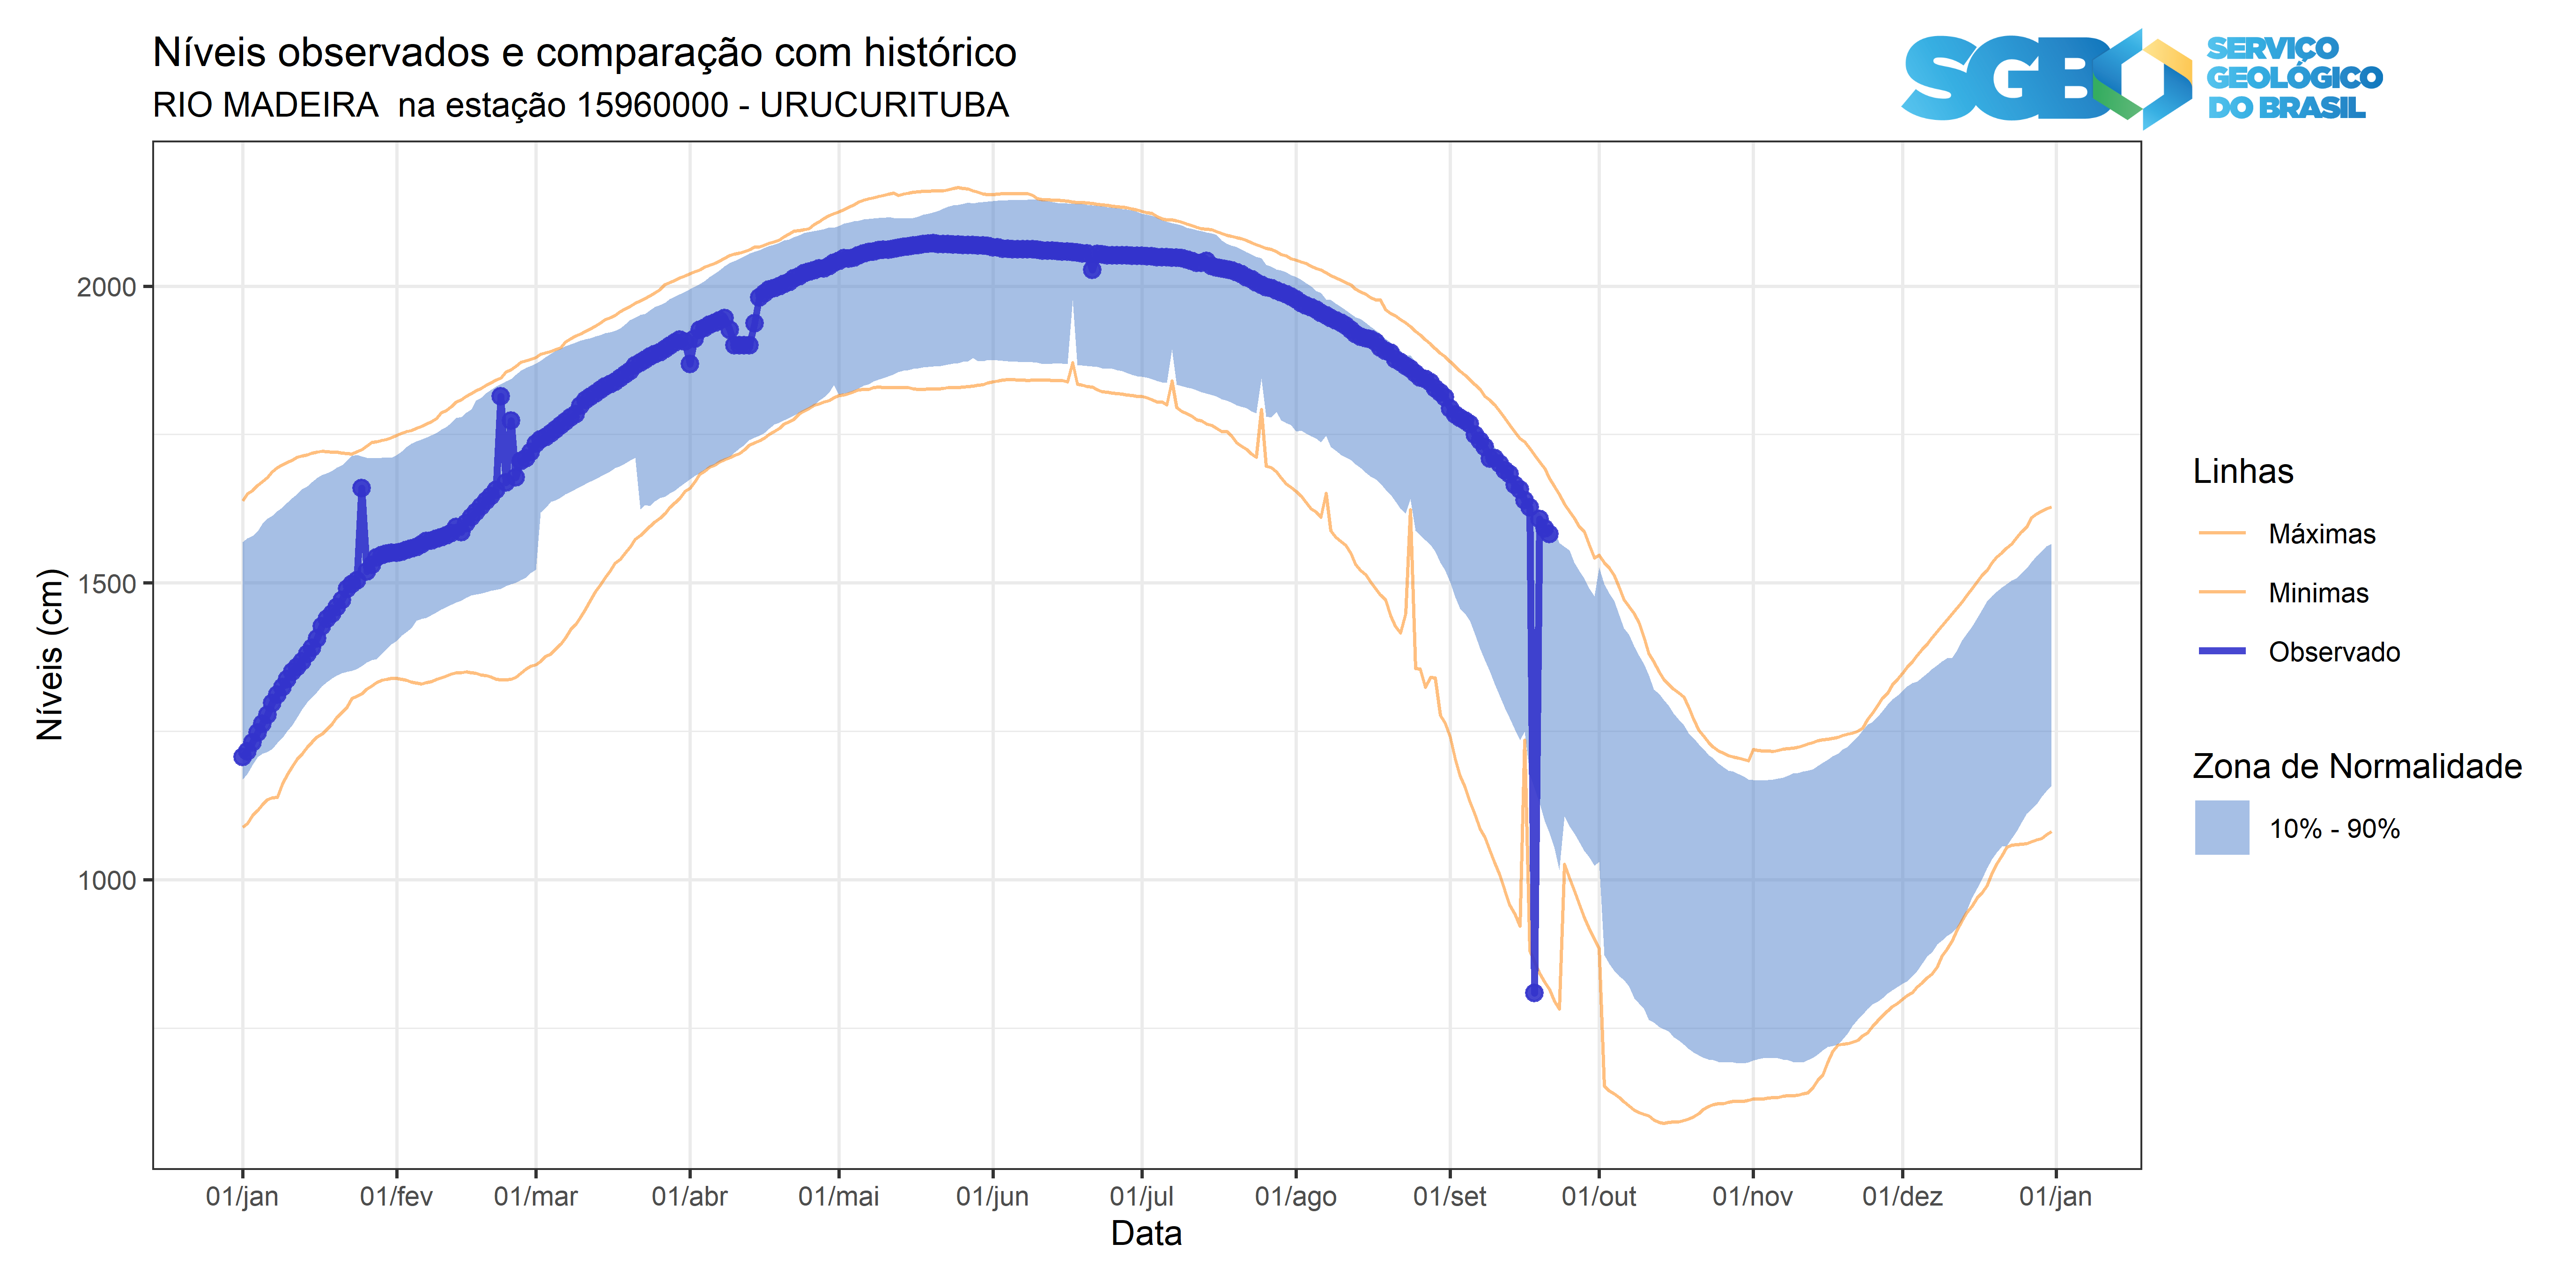 Níveis observados e comparação com histórico
RIO MADEIRA  na estação 15960000 - URUCURITUBA
SGB
SERVIÇO
GEOLÓGICO
DO BRASIL
Níveis (cm)
2000
1500
1000
01/jan
01/fev
01/mar
01/abr
01/mai
01/jun
01/jul
01/ago
01/set
01/out
01/nov
01/dez
01/jan
Data
Linhas
Máximas
Minimas
Observado
Zona de Normalidade
10% - 90%